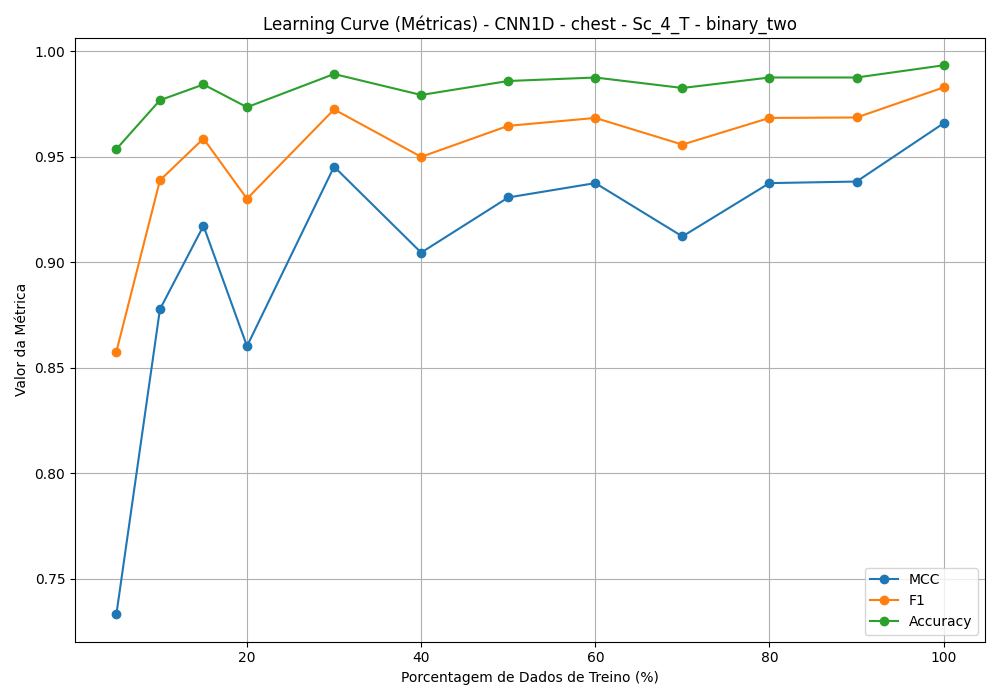 Learning Curve (Métricas) - CNN1D - chest - Sc_4_T - binary_two
1.00
0.95
0.90
0.85
0.80
0.75
Valor da Métrica
20
40
60
80
100
Porcentagem de Dados de Treino (%)
MCC
F1
Accuracy